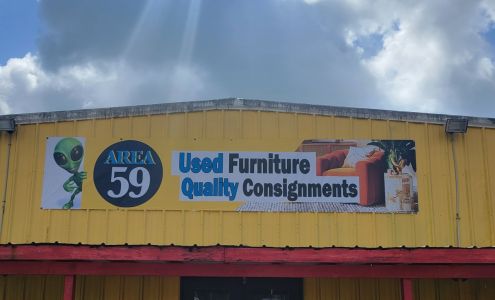 AREA
59
Used Furniture
Quality Consignments